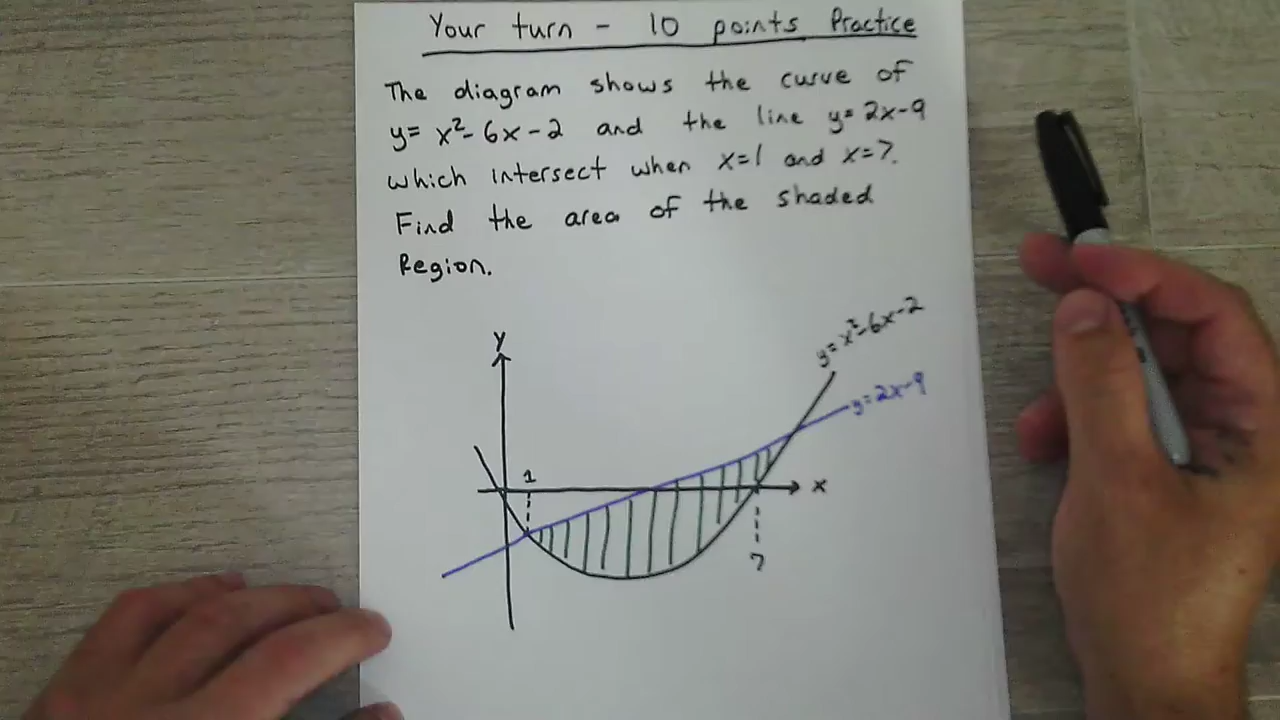 Your turn - 10 points Practice
The diagram shows the curve of
y= x²-6x-2 and the line y=2x-9
which intersect when x=1 and x=7.
Find the area of the shaded
Region.
y
y=x²-6x-2
y=2x-9
1
x
7